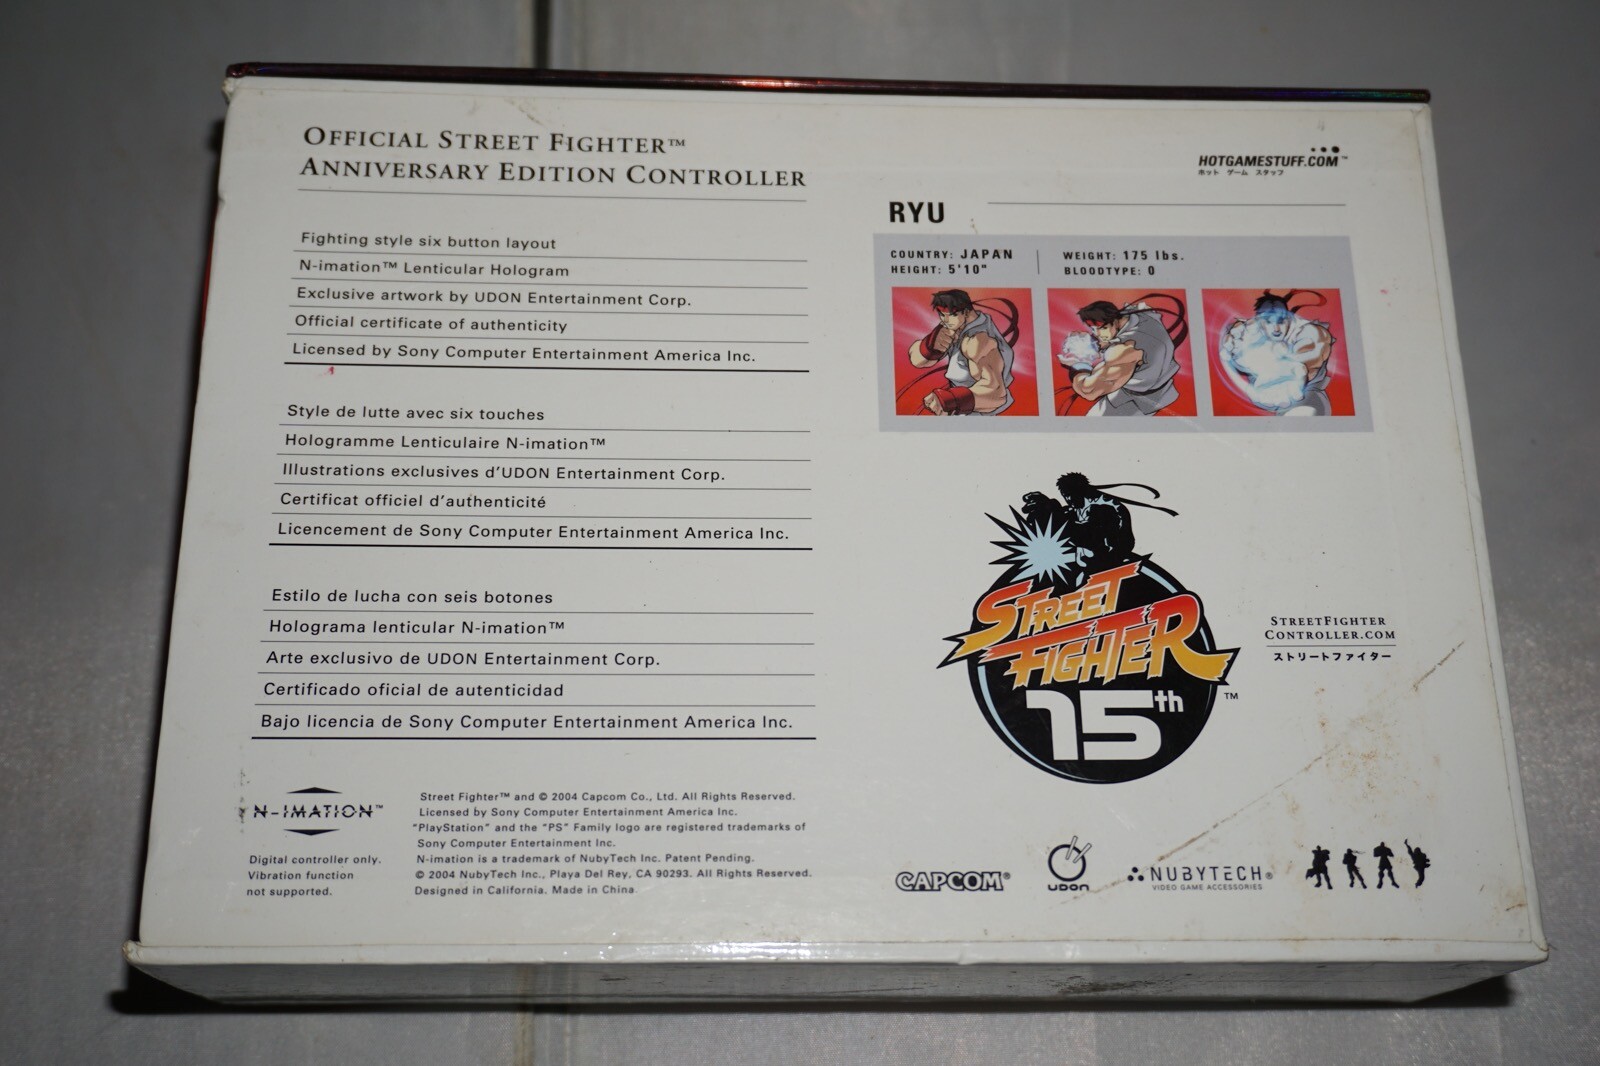 OFFICIAL STREET FIGHTER™
ANNIVERSARY EDITION CONTROLLER
Fighting style six button layout
N-imation™ Lenticular Hologram
Exclusive artwork by UDON Entertainment Corp.
Official certificate of authenticity
Licensed by Sony Computer Entertainment America Inc.
Style de lutte avec six touches
Hologramme Lenticulaire N-imation™
Illustrations exclusives d'UDON Entertainment Corp.
Certificat officiel d'authenticité
Licencement de Sony Computer Entertainment America Inc.
Estilo de lucha con seis botones
Holograma lenticular N-imation™
Arte exclusivo de UDON Entertainment Corp.
Certificado oficial de autenticidad
Bajo licencia de Sony Computer Entertainment America Inc.
N-IMATION™
Digital controller only.
Vibration function
not supported.
Street Fighter™ and © 2004 Capcom Co., Ltd. All Rights Reserved.
Licensed by Sony Computer Entertainment America Inc.
"PlayStation" and the "PS" Family logo are registered trademarks of
Sony Computer Entertainment Inc.
N-imation is a trademark of NubyTech Inc. Patent Pending.
© 2004 NubyTech Inc., Playa Del Rey, CA 90293. All Rights Reserved.
Designed in California. Made in China.
HOTGAMESTUFF.COM™
ホット ゲーム スタッフ
RYU
COUNTRY: JAPAN
HEIGHT: 5'10"
WEIGHT: 175 lbs.
BLOODTYPE: O
STREET
FIGHTER
15th™
STREETFIGHTER
CONTROLLER.COM
ストリートファイター
CAPCOM®
UDON
NUBYTECH®
VIDEO GAME ACCESSORIES